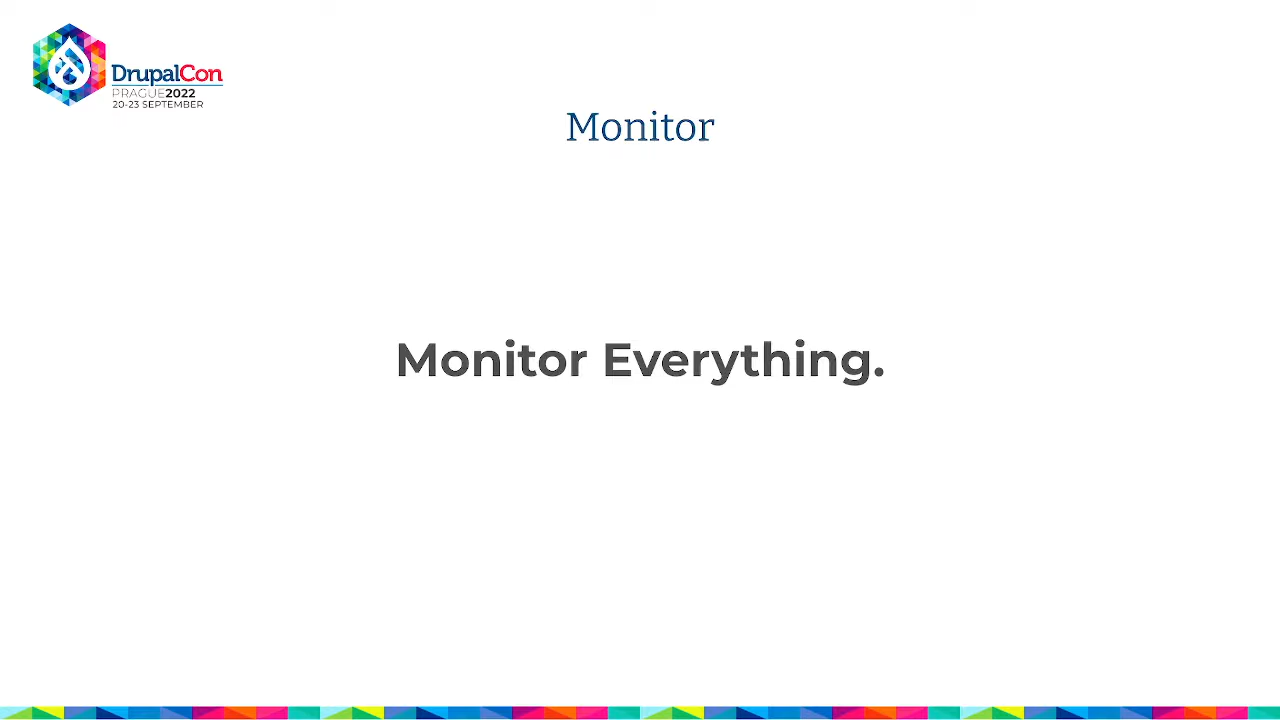 DrupalCon
PRAGUE2022
20-23 SEPTEMBER
Monitor
Monitor Everything.